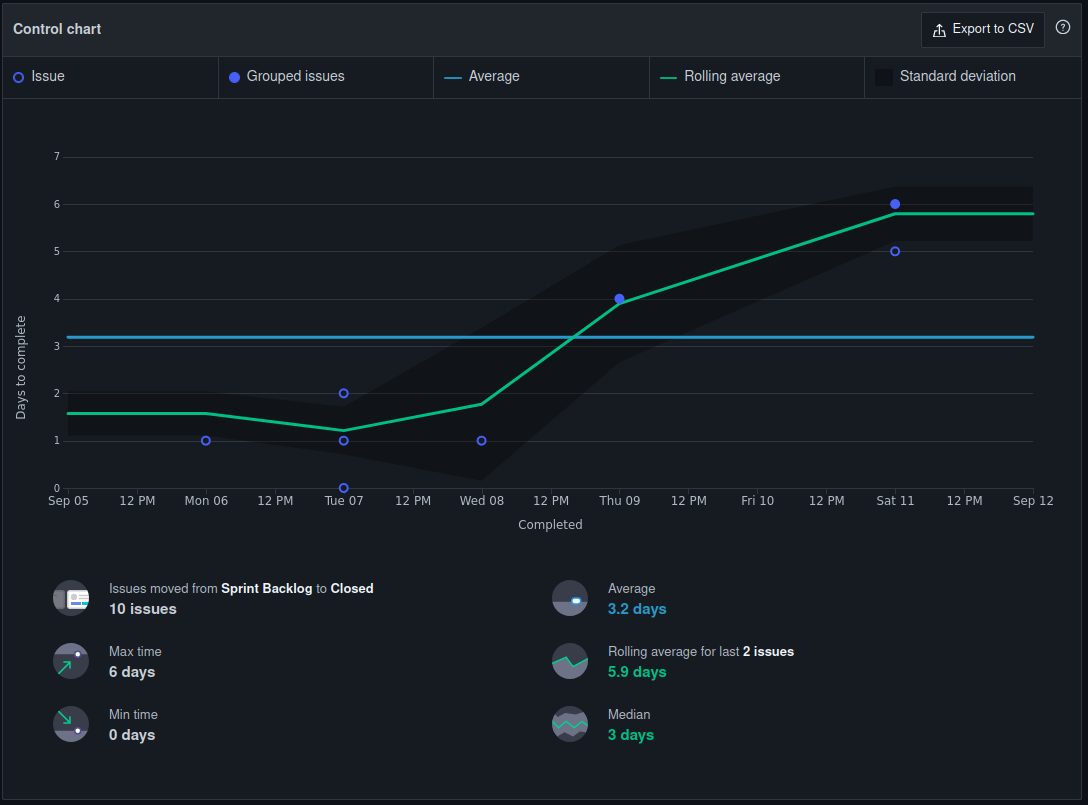 Control chart
Export to CSV
?
Issue
Grouped issues
Average
Rolling average
Standard deviation
7
6
5
4
3
2
1
0
Days to complete
Sep 05 12 PM Mon 06 12 PM Tue 07 12 PM Wed 08 12 PM Thu 09 12 PM Fri 10 12 PM Sat 11 12 PM Sep 12
Completed
Issues moved from Sprint Backlog to Closed
10 issues
Average
3.2 days
Max time
6 days
Rolling average for last 2 issues
5.9 days
Min time
0 days
Median
3 days